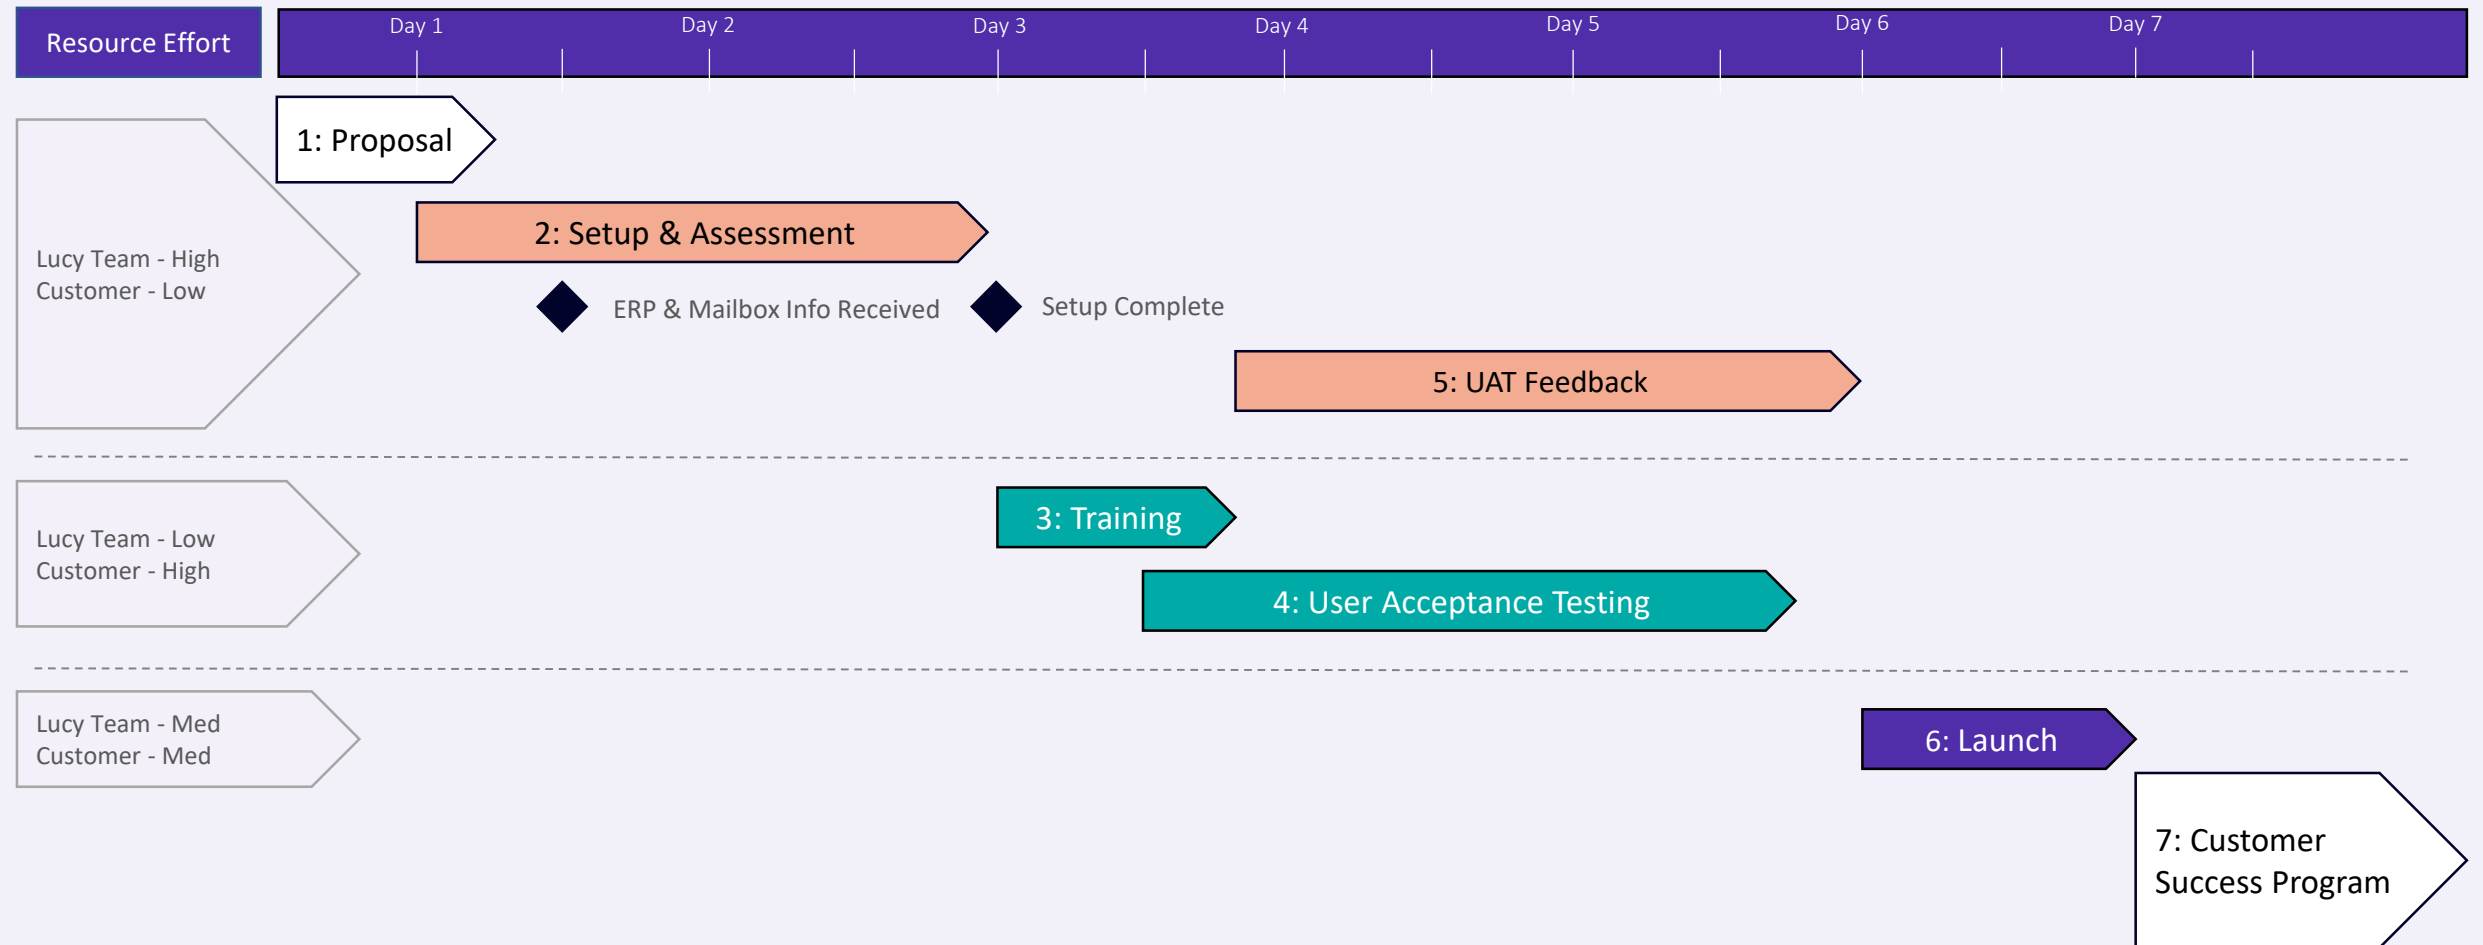 Resource Effort
Day 1
Day 2
Day 3
Day 4
Day 5
Day 6
Day 7
1: Proposal
2: Setup & Assessment
Lucy Team - High
Customer - Low
ERP & Mailbox Info Received
Setup Complete
5: UAT Feedback
3: Training
Lucy Team - Low
Customer - High
4: User Acceptance Testing
Lucy Team - Med
Customer - Med
6: Launch
7: Customer
Success Program